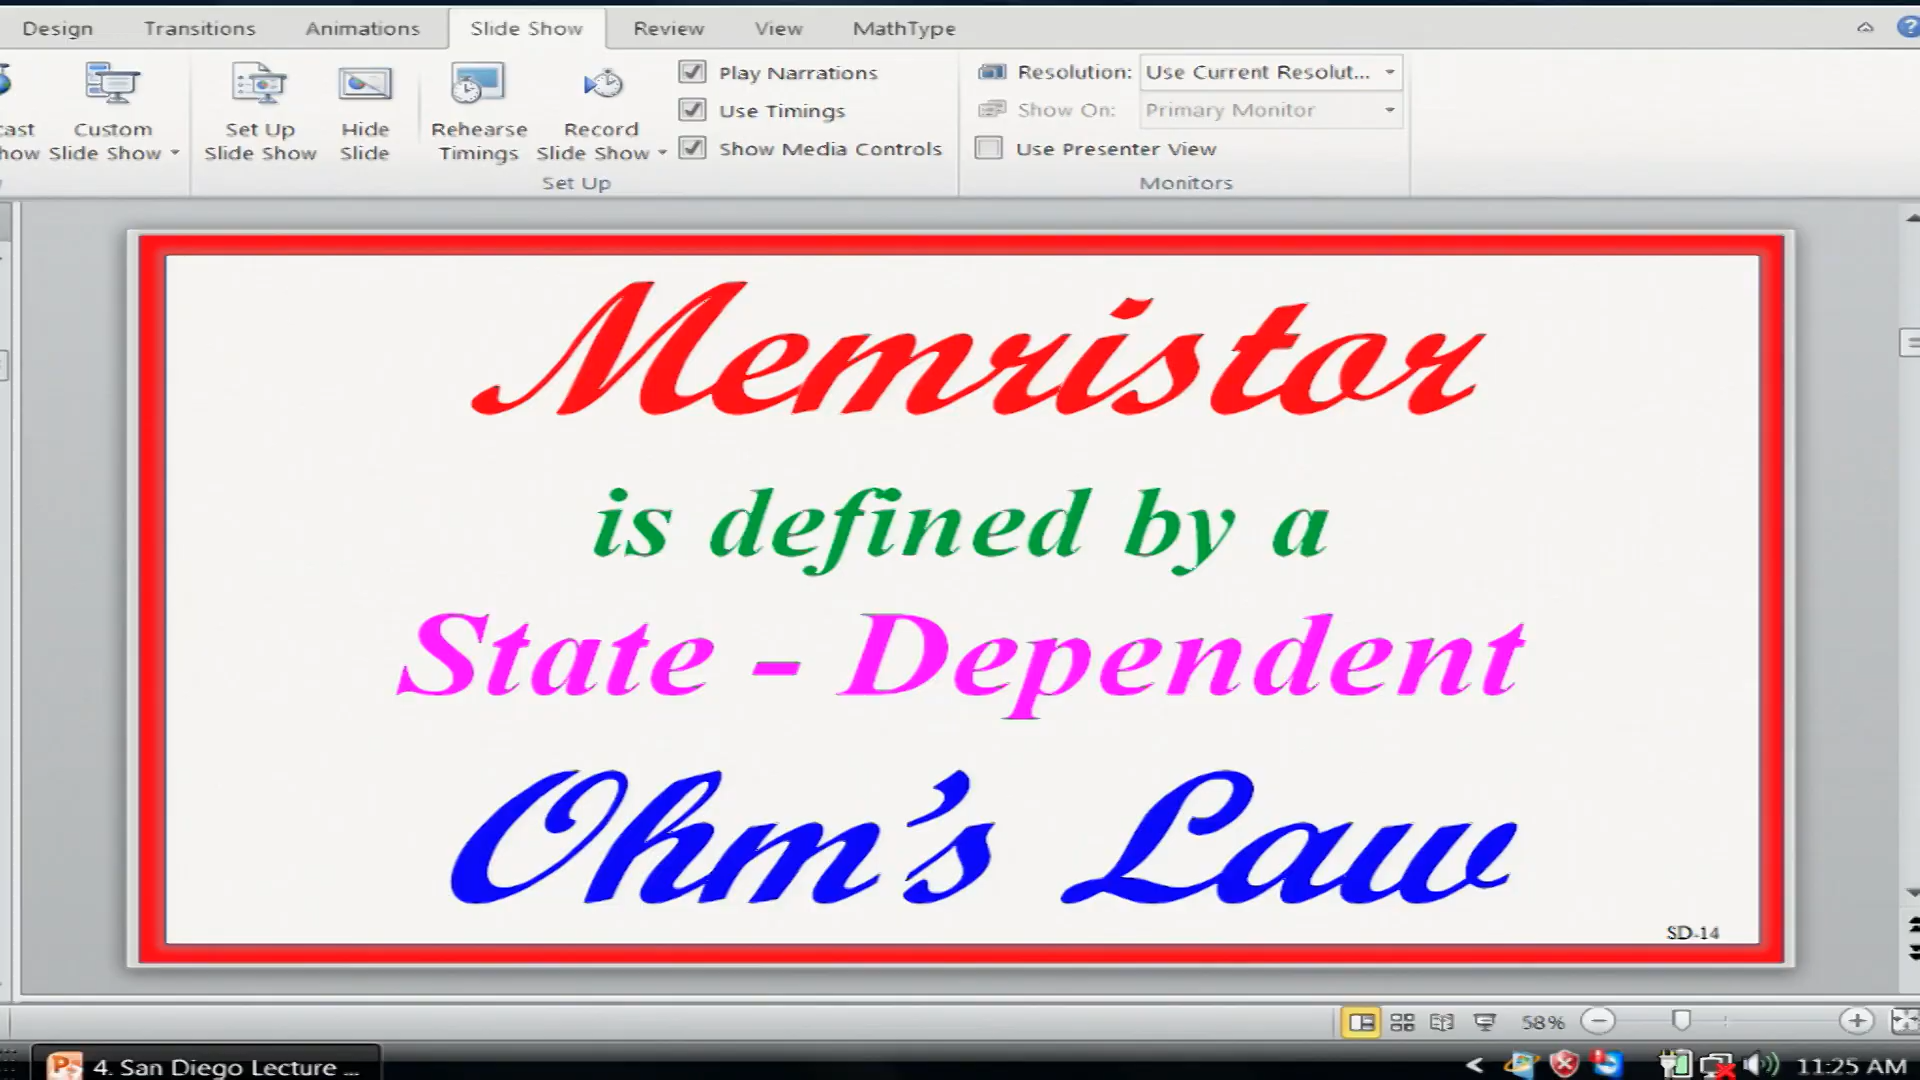 Design Transitions Animations Slide Show Review View MathType
Custom Slide Show
Set Up Slide Show
Hide Slide
Rehearse Timings
Record Slide Show
Play Narrations
Use Timings
Show Media Controls
Resolution: Use Current Resolut...
Show On: Primary Monitor
Use Presenter View
Set Up
Monitors
Memristor
is defined by a
State - Dependent
Ohm's Law
SD-14
58%
4. San Diego Lecture ...
11:25 AM